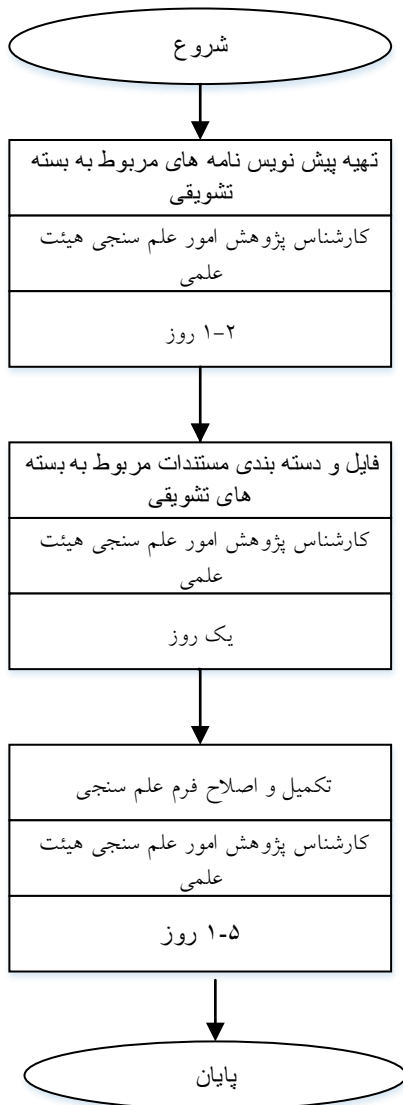 شروع
تهیه پیش نویس نامه های مربوط به بسته
تشویقی
کارشناس پژوهش امور علم سنجی هیئت
علمی
۱-۲ روز
فایل و دسته بندی مستندات مربوط به بسته
های تشویقی
کارشناس پژوهش امور علم سنجی هیئت
علمی
یک روز
تکمیل و اصلاح فرم علم سنجی
کارشناس پژوهش امور علم سنجی هیئت
علمی
۱-۵ روز
پایان